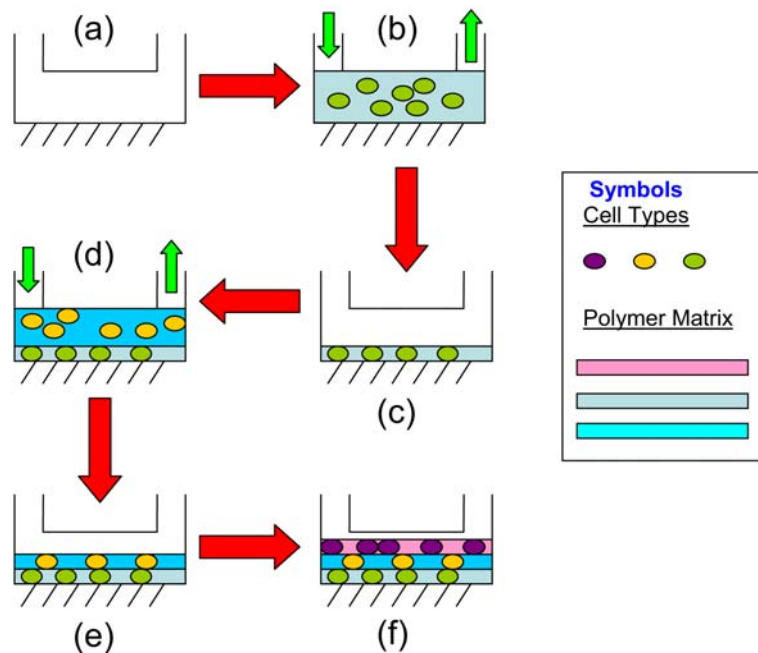 (a)
(b)
(d)
(c)
(e)
(f)
Symbols
Cell Types
Polymer Matrix